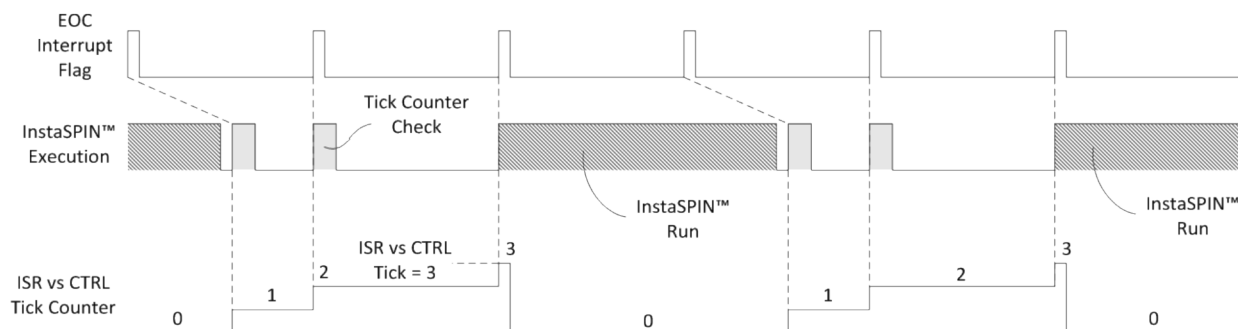 EOC
Interrupt
Flag
Tick Counter
Check
InstaSPIN™
Execution
InstaSPIN™
Run
InstaSPIN™
Run
ISR vs CTRL
Tick = 3
3
3
2
2
ISR vs CTRL
Tick Counter
1
1
0
0
0